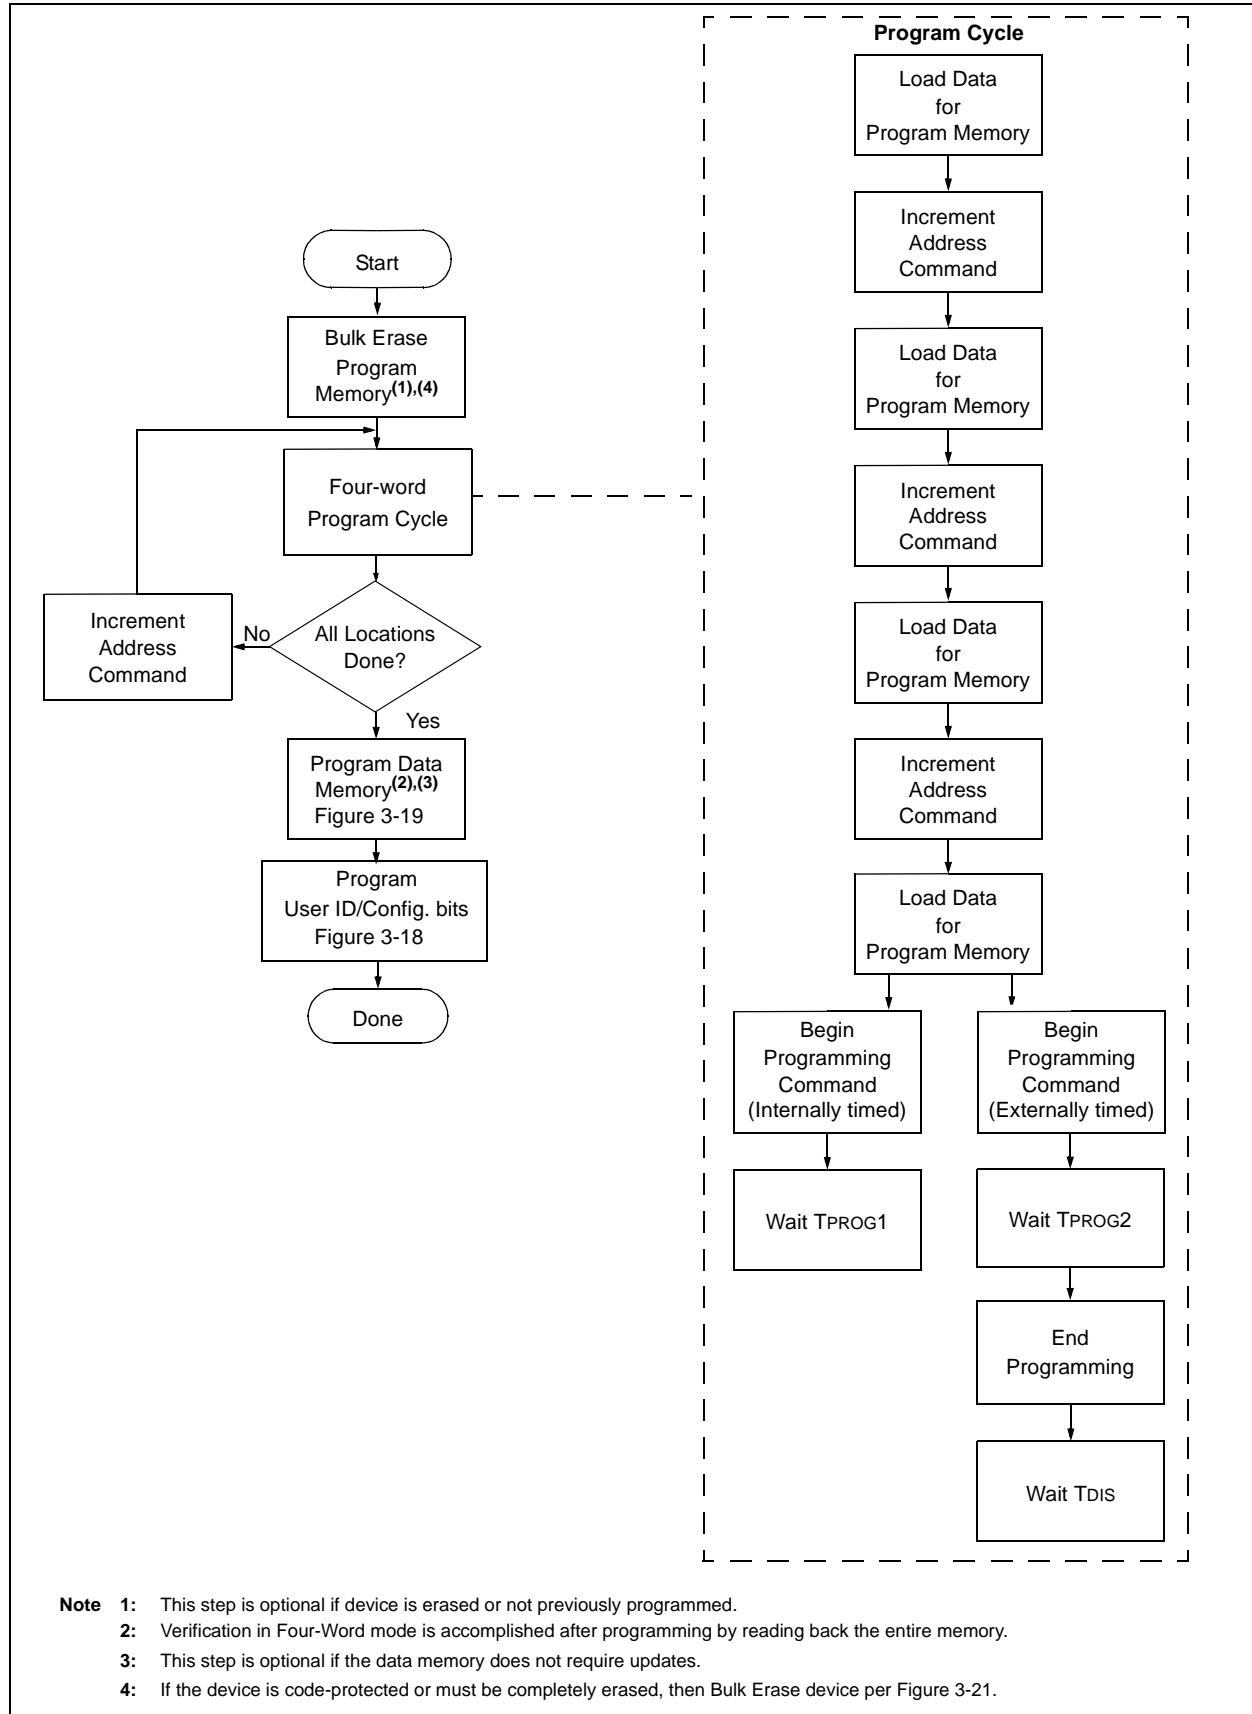 Start
Bulk Erase
Program
Memory(1),(4)
Four-word
Program Cycle
All Locations
Done?
No
Increment
Address
Command
Yes
Program Data
Memory(2),(3)
Figure 3-19
Program
User ID/Config. bits
Figure 3-18
Done
Program Cycle
Load Data
for
Program Memory
Increment
Address
Command
Load Data
for
Program Memory
Increment
Address
Command
Load Data
for
Program Memory
Increment
Address
Command
Load Data
for
Program Memory
Begin
Programming
Command
(Internally timed)
Wait TPROG1
Begin
Programming
Command
(Externally timed)
Wait TPROG2
End
Programming
Wait TDIS
Note 1: This step is optional if device is erased or not previously programmed.
2: Verification in Four-Word mode is accomplished after programming by reading back the entire memory.
3: This step is optional if the data memory does not require updates.
4: If the device is code-protected or must be completely erased, then Bulk Erase device per Figure 3-21.